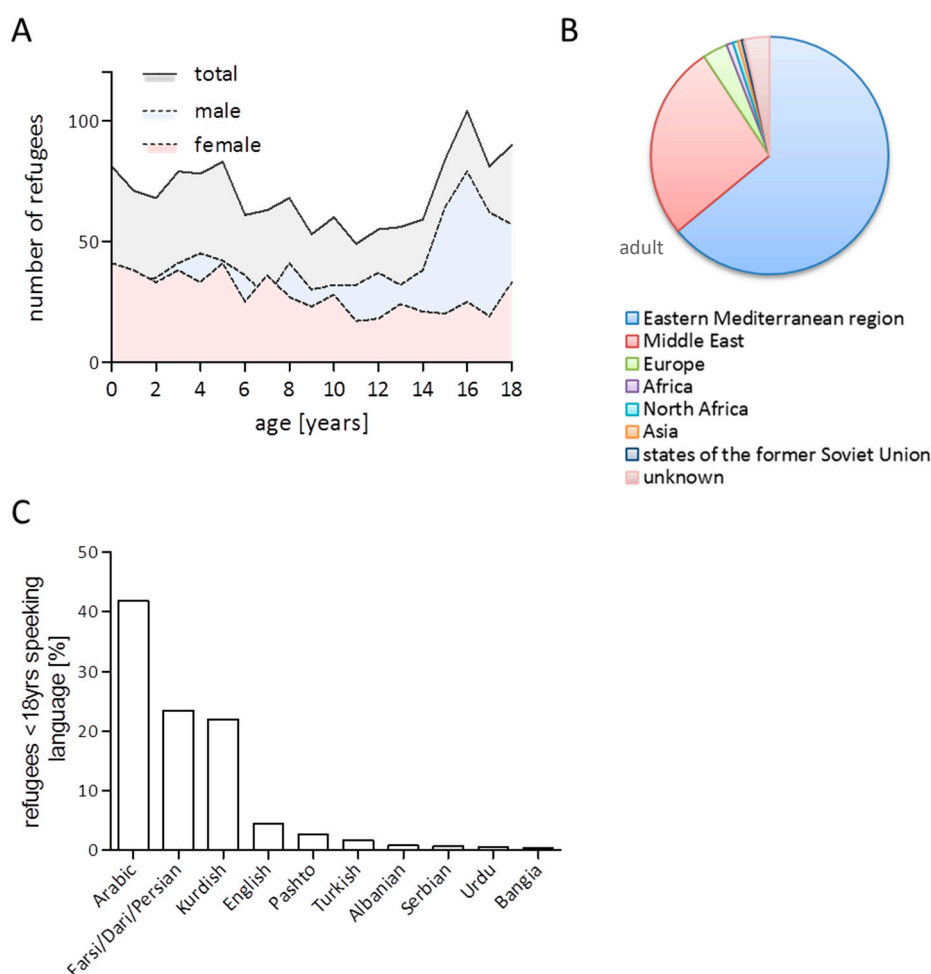 A
total
male
female
number of refugees
100
50
0
0 2 4 6 8 10 12 14 16 18
age [years]
B
adult
Eastern Mediterranean region
Middle East
Europe
Africa
North Africa
Asia
states of the former Soviet Union
unknown
C
refugees <18yrs speeking
language [%]
50
40
30
20
10
0
Arabic
Farsi/Dari/Persian
Kurdish
English
Pashto
Turkish
Albanian
Serbian
Urdu
Bangia